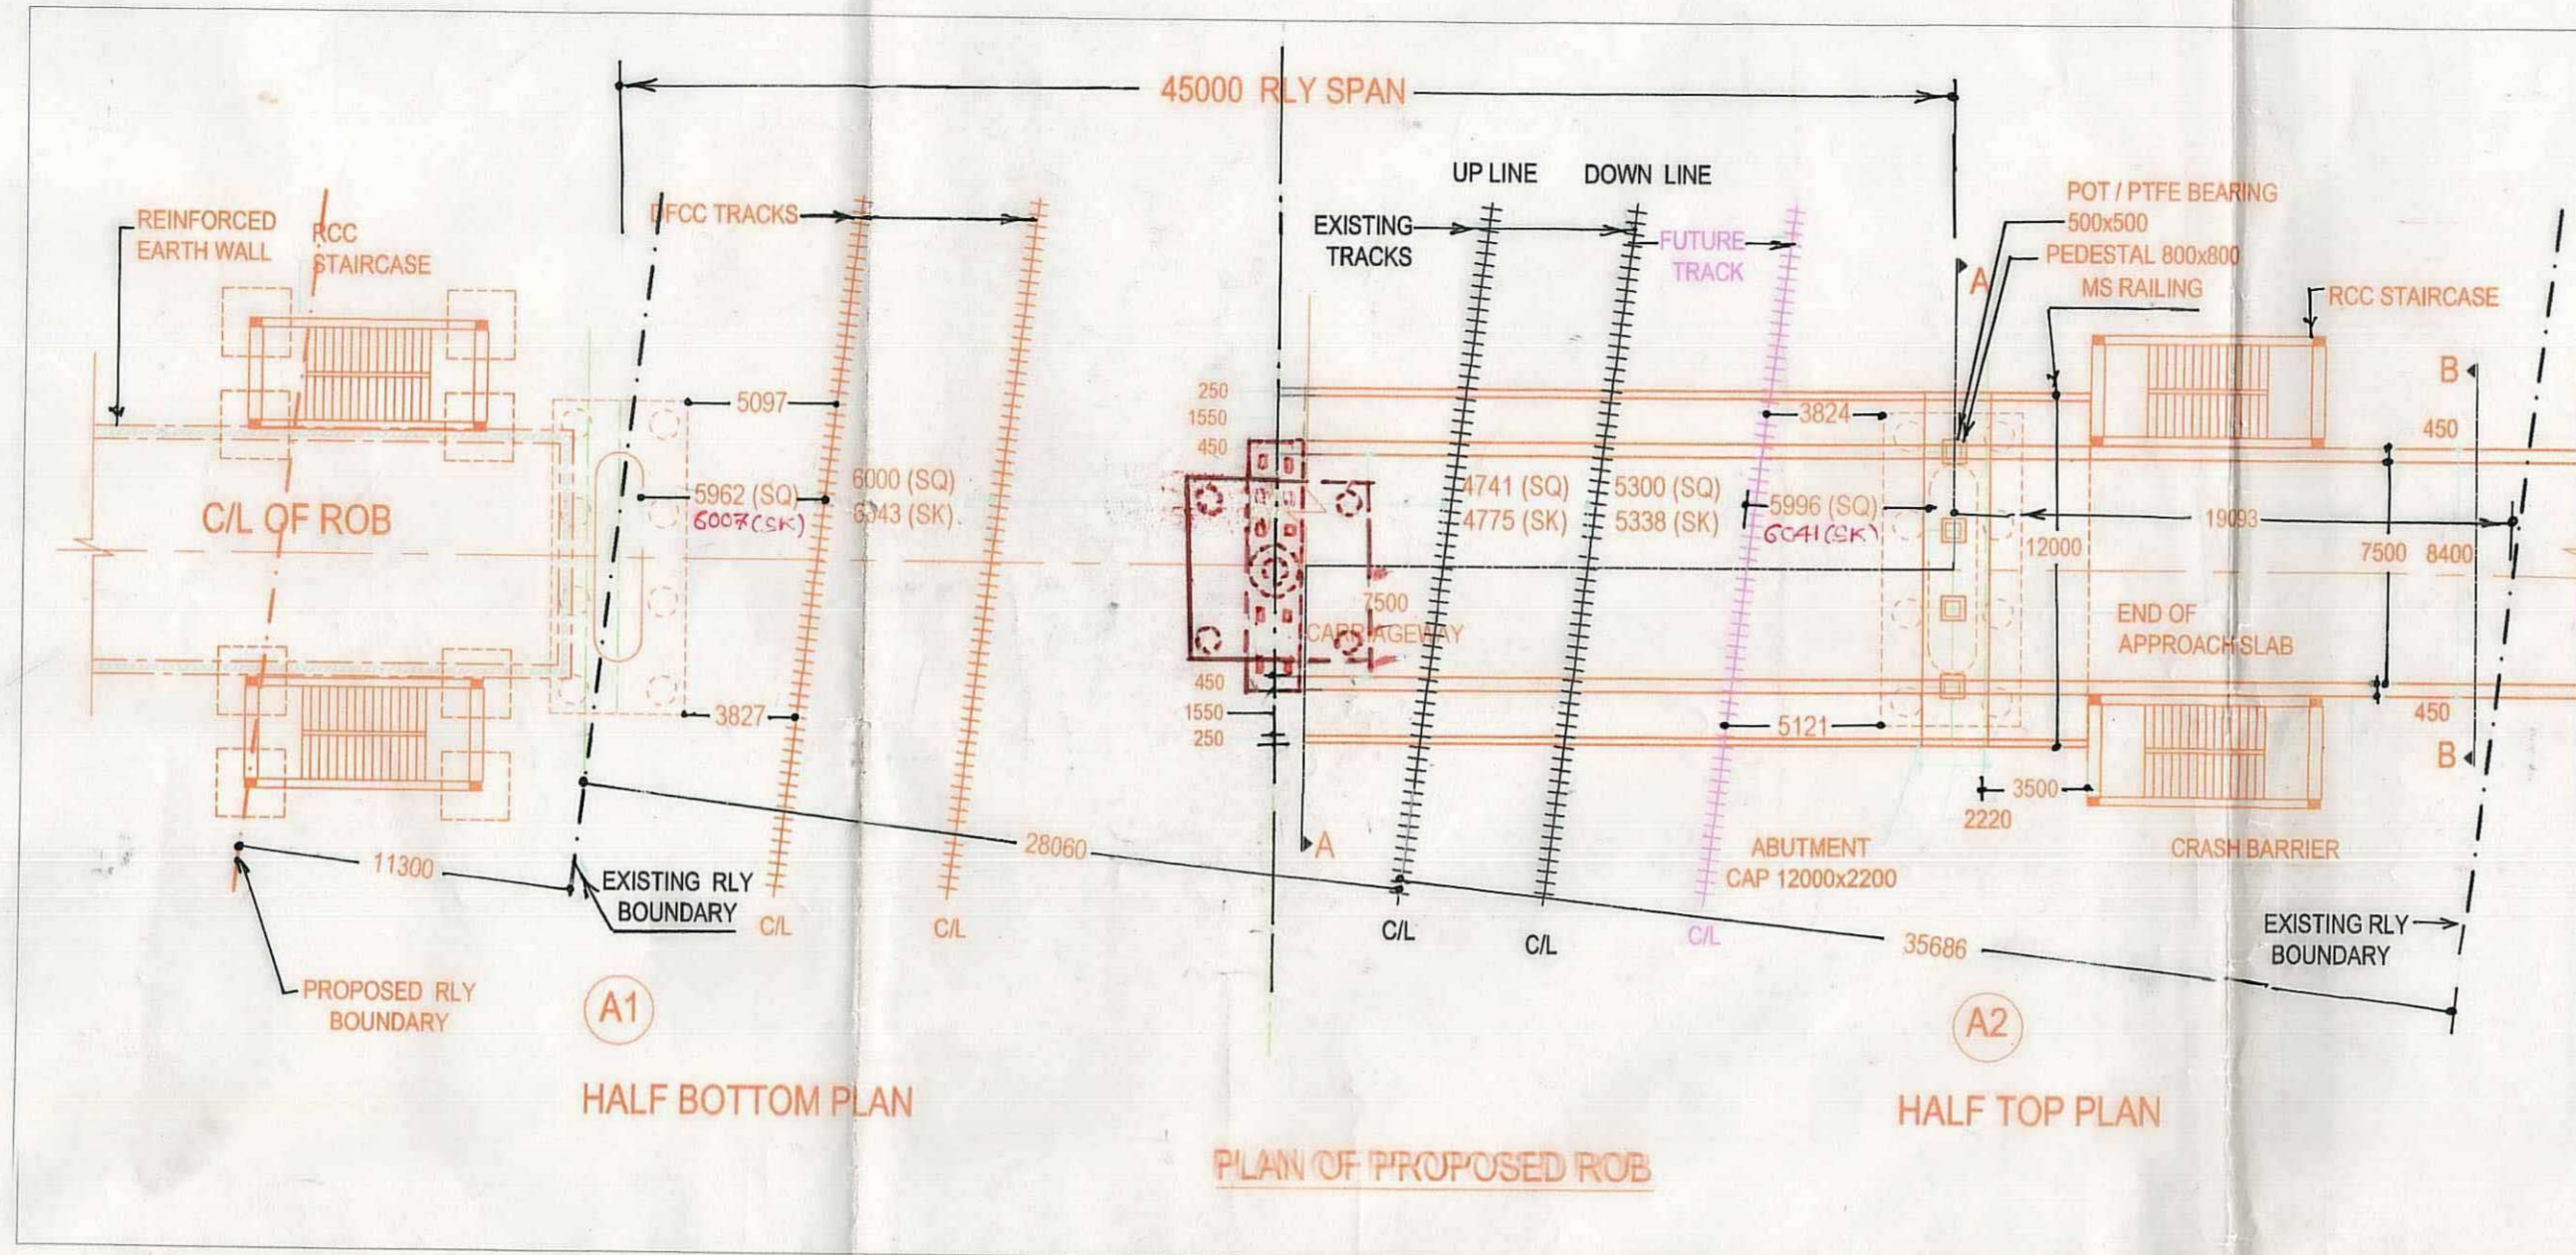 45000 RLY SPAN
UP LINE
DOWN LINE
POT / PTFE BEARING
500x500
PEDESTAL 800x800
MS RAILING
RCC STAIRCASE
REINFORCED
EARTH WALL
RCC
STAIRCASE
DFCC TRACKS
EXISTING
TRACKS
FUTURE
TRACK
A
B
5097
250
1550
450
3824
450
5962 (SQ)
6007(SK)
6000 (SQ)
6043 (SK)
4741 (SQ)
4775 (SK)
5300 (SQ)
5338 (SK)
5996 (SQ)
6041(SK)
19093
C/L OF ROB
12000
7500
8400
7500
CARRIAGEWAY
END OF
APPROACH SLAB
450
1550
250
3827
5121
450
B
3500
2220
28060
A
11300
ABUTMENT
CAP 12000x2200
CRASH BARRIER
EXISTING RLY
BOUNDARY
C/L
C/L
C/L
C/L
C/L
35686
EXISTING RLY
BOUNDARY
PROPOSED RLY
BOUNDARY
A1
A2
HALF BOTTOM PLAN
HALF TOP PLAN
PLAN OF PROPOSED ROB